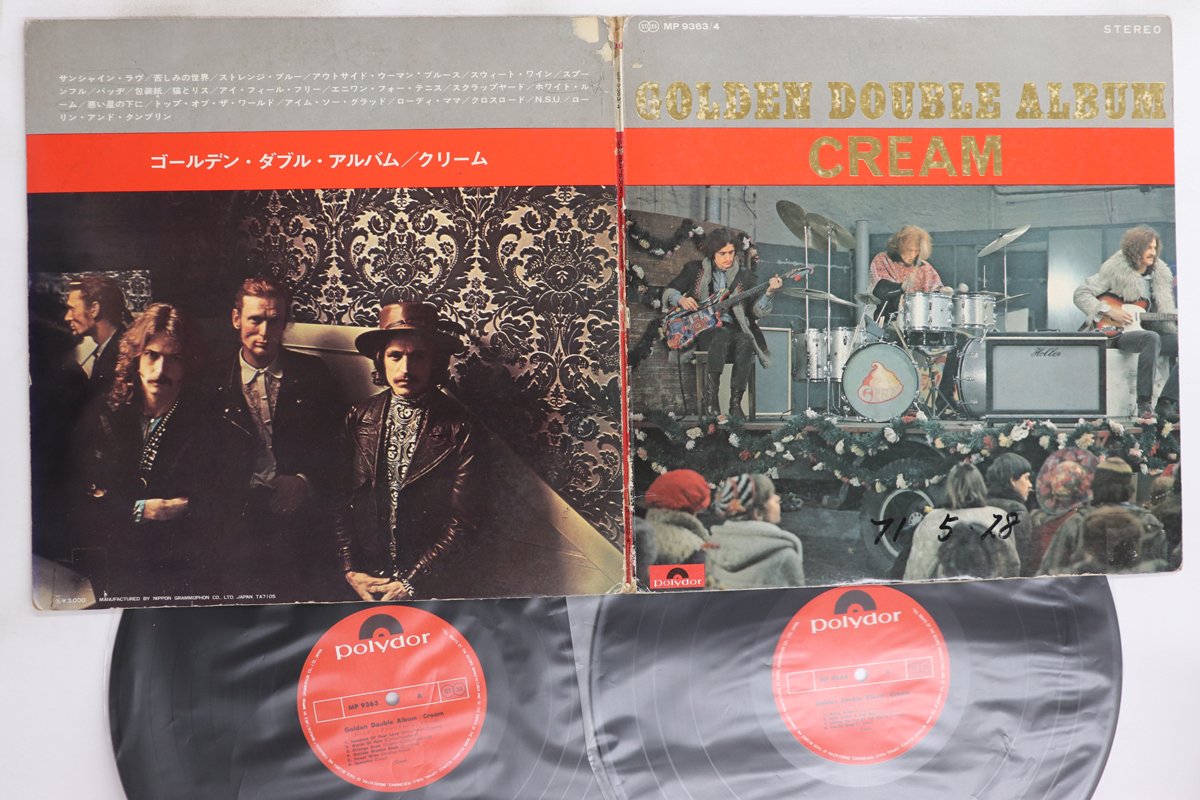 サンシャイン・ラヴ/苦しみの世界/ストレンジ・ブルー/アウトサイド・ウーマン・ブルース/スウィート・ワイン/スプー
ンフル/バッヂ/包装紙/猫とリス/アイ・フィール・フリー/エニワン・フォー・テニス/スクラップヤード/ホワイト・ル
ーム/悪い星の下に/トップ・オブ・ザ・ワールド/アイム・ソー・グラッド/ローディ・ママ/クロスロード/N.S.U./ロー
リン・アンド・タンブリン
ゴールデン・ダブル・アルバム/クリーム
¥3,000 MANUFACTURED BY NIPPON GRAMMOPHON CO., LTD. JAPAN TA7105
MP 9363/4
STEREO
GOLDEN DOUBLE ALBUM
CREAM
CREAM
71 5 28
polydor
polydor
MP 9363 A
Golden Double Album / Cream
polydor
Golden Double Album / Cream